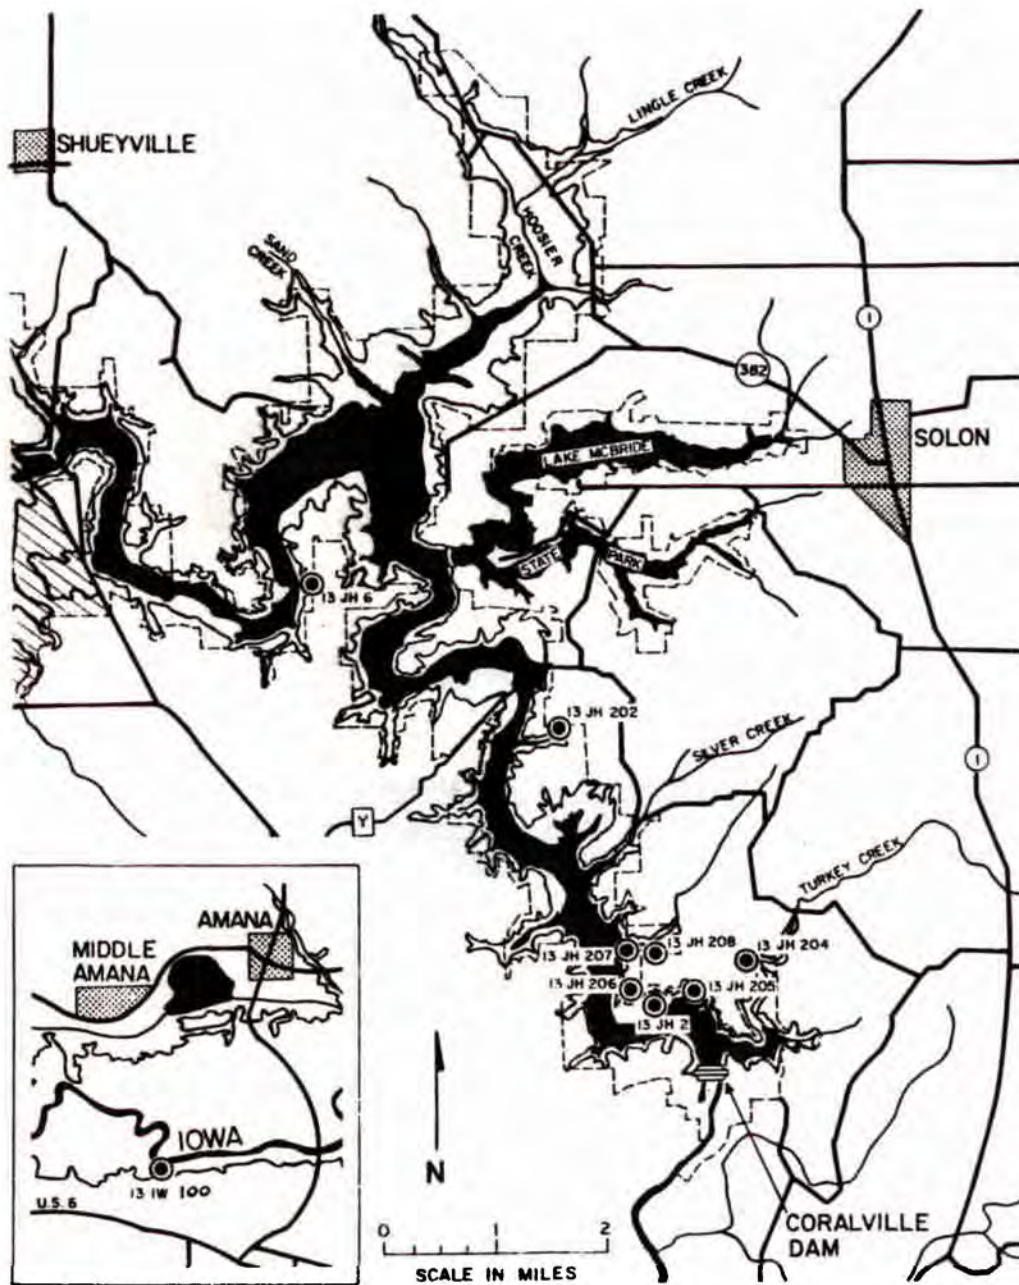 LINGLE CREEK
SHUEYVILLE
HOOSIER
CREEK
SAND
CREEK
1
382
SOLON
LAKE MCBRIDE
STATE PARK
13 JH 6
13 JH 202
SILVER CREEK
1
Y
TURKEY CREEK
AMANA
MIDDLE
AMANA
13 JH 208
13 JH 204
13 JH 207
13 JH 206
13 JH 205
13 JH 2
IOWA
13 IW 100
U.S. 6
N
CORALVILLE
DAM
0 1 2
SCALE IN MILES